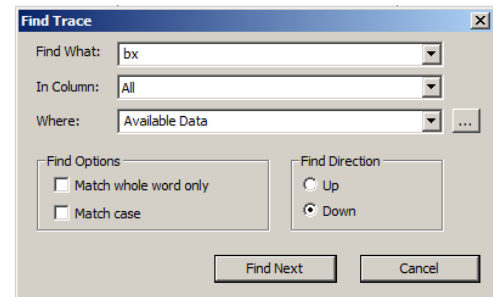 Find Trace
Find What: bx
In Column: All
Where: Available Data ...
Find Options
Match whole word only
Match case
Find Direction
Up
Down
Find Next Cancel